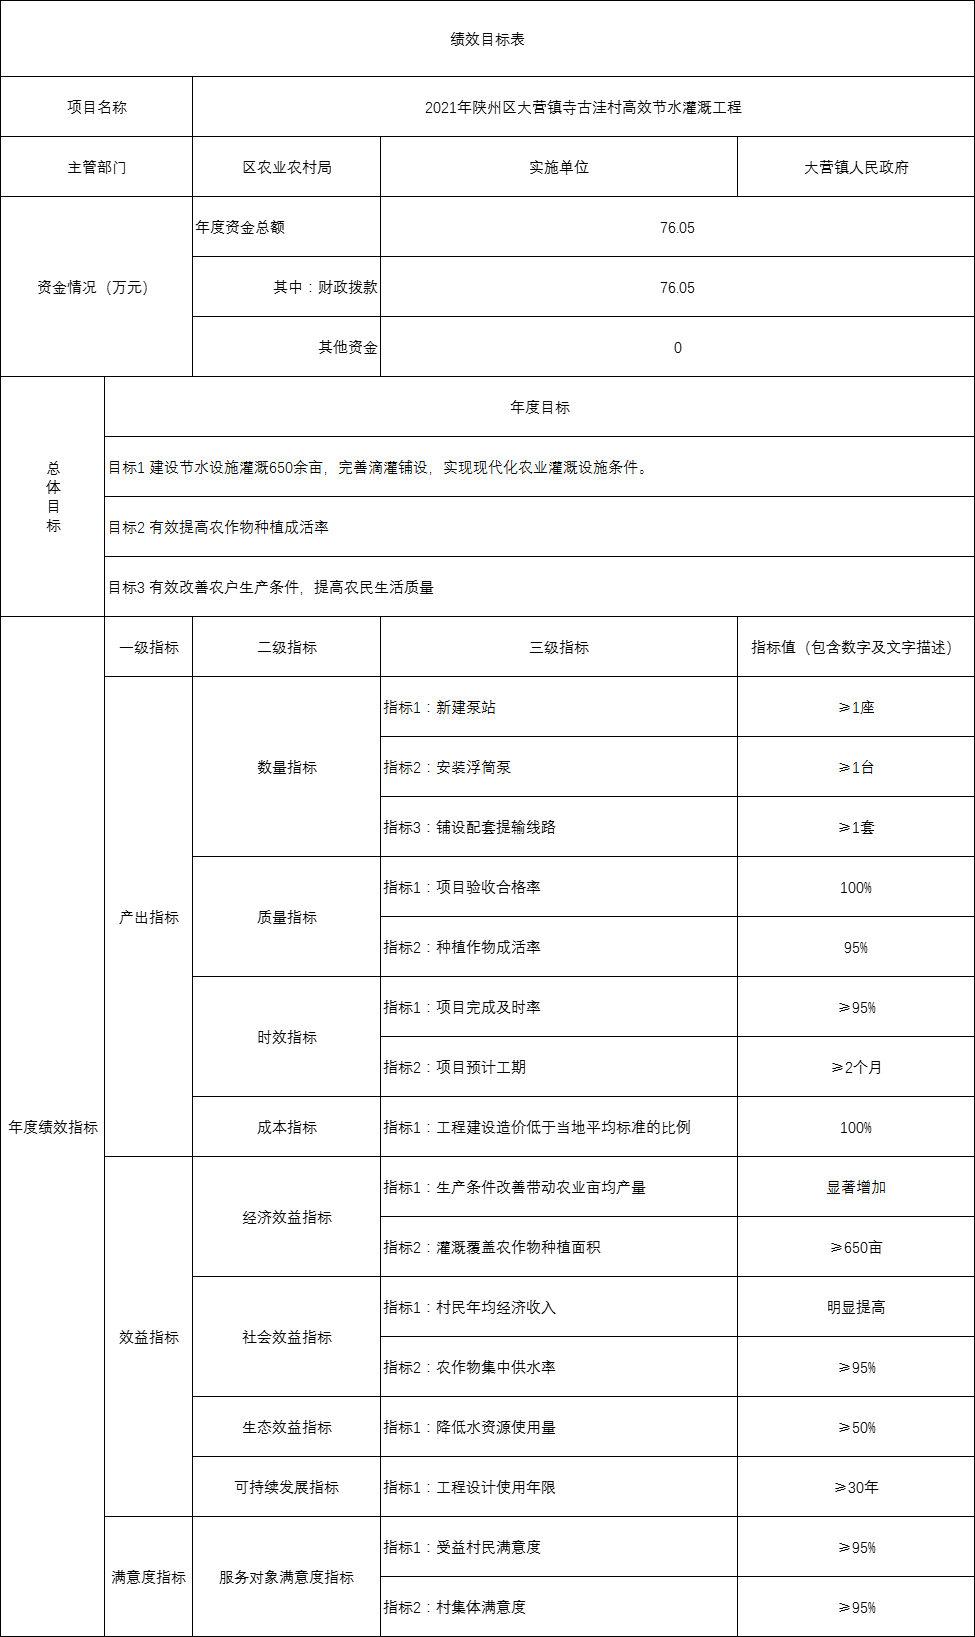 绩效目标表
项目名称 2021年陕州区大营镇寺古洼村高效节水灌溉工程
主管部门 区农业农村局 实施单位 大营镇人民政府
资金情况（万元） 年度资金总额 76.05
其中：财政拨款 76.05
其他资金 0
总体目标 年度目标
目标1 建设节水设施灌溉650余亩，完善滴灌铺设，实现现代化农业灌溉设施条件。
目标2 有效提高农作物种植成活率
目标3 有效改善农户生产条件，提高农民生活质量
年度绩效指标 一级指标 二级指标 三级指标 指标值（包含数字及文字描述）
产出指标 数量指标 指标1：新建泵站 ≥1座
指标2：安装浮简泵 ≥1台
指标3：铺设配套提输线路 ≥1套
质量指标 指标1：项目验收合格率 100%
指标2：种植作物成活率 95%
时效指标 指标1：项目完成及时率 ≥95%
指标2：项目预计工期 ≥2个月
成本指标 指标1：工程建设造价低于当地平均标准的比例 100%
效益指标 经济效益指标 指标1：生产条件改善带动农业亩均产量 显著增加
指标2：灌溉覆盖农作物种植面积 ≥650亩
社会效益指标 指标1：村民年均经济收入 明显提高
指标2：农作物集中供水率 ≥95%
生态效益指标 指标1：降低水资源使用量 ≥50%
可持续发展指标 指标1：工程设计使用年限 ≥30年
满意度指标 服务对象满意度指标 指标1：受益村民满意度 ≥95%
指标2：村集体满意度 ≥95%